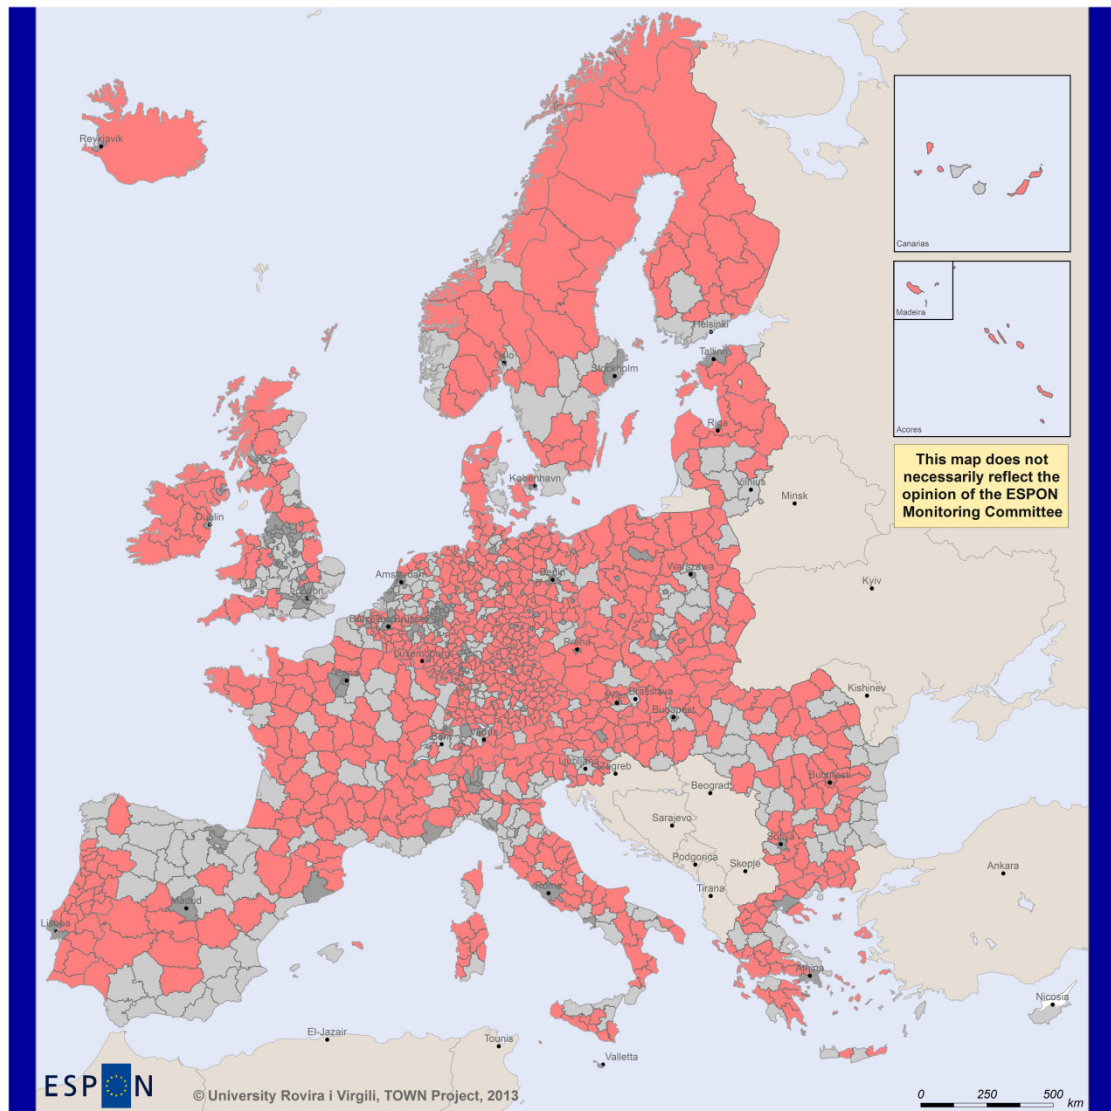 Reykjavik
Canarias
Madeira
Acores
This map does not
necessarily reflect the
opinion of the ESPON
Monitoring Committee
Helsinki
Oslo
Tallinn
Stockholm
Riga
København
Vilnius
Minsk
Dublin
Amsterdam
Berlin
Warszawa
London
Kyiv
Luxembourg
Praha
Paris
Wien
Bratislava
Kishinev
Budapest
Bern
Vaduz
Ljubljana
Zagreb
Bucuresti
Beograd
Sarajevo
Sofiya
Podgorica
Skopje
Ankara
Roma
Tirana
Madrid
Lisboa
Athina
Nicosia
El-Jazair
Tounis
Valletta
ESPON
© University Rovira i Virgili, TOWN Project, 2013
0 250 500
km